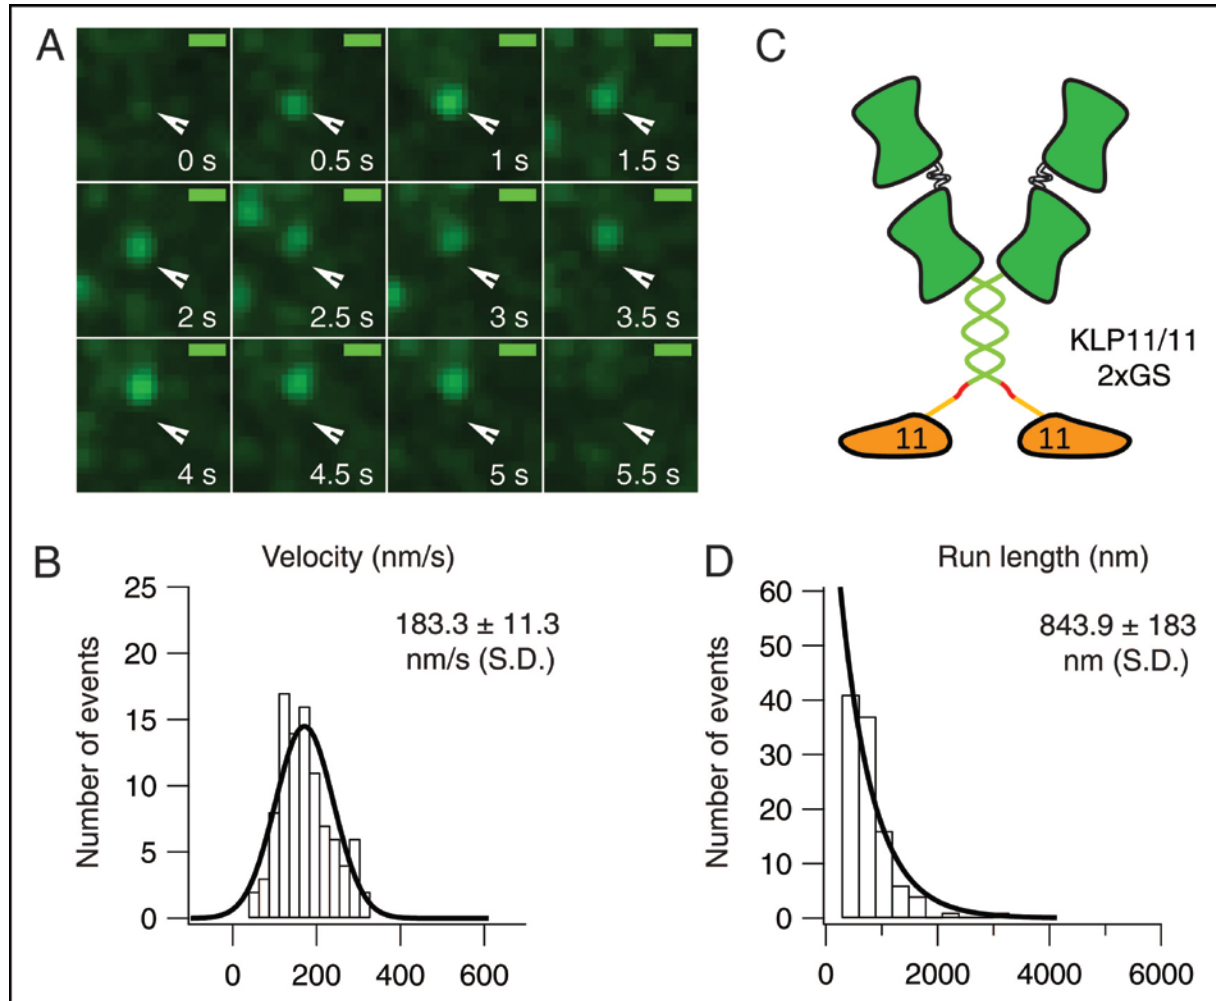 A
0 s
0.5 s
1 s
1.5 s
2 s
2.5 s
3 s
3.5 s
4 s
4.5 s
5 s
5.5 s
C
KLP11/11
2xGS
11
11
B
Velocity (nm/s)
183.3 ± 11.3
nm/s (S.D.)
Number of events
25
20
15
10
5
0
0
200
400
600
D
Run length (nm)
843.9 ± 183
nm (S.D.)
Number of events
60
50
40
30
20
10
0
0
2000
4000
6000